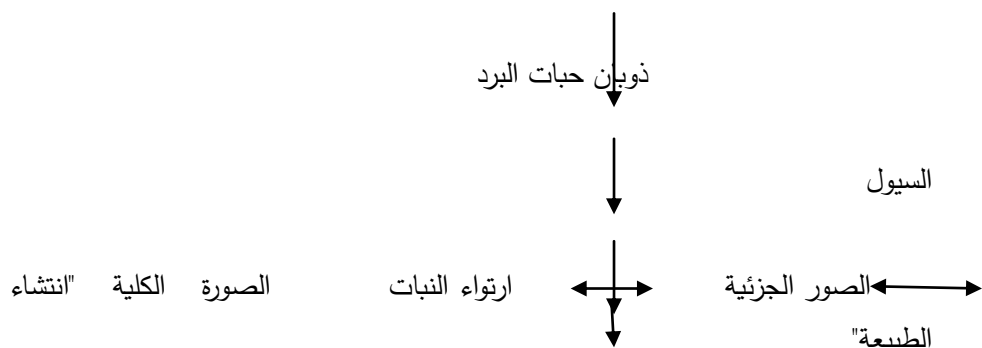 ذوبان حبات البرد
السيول
الصور الجزئية ارتواء النبات الصورة الكلية "انتشاء
الطبيعة"